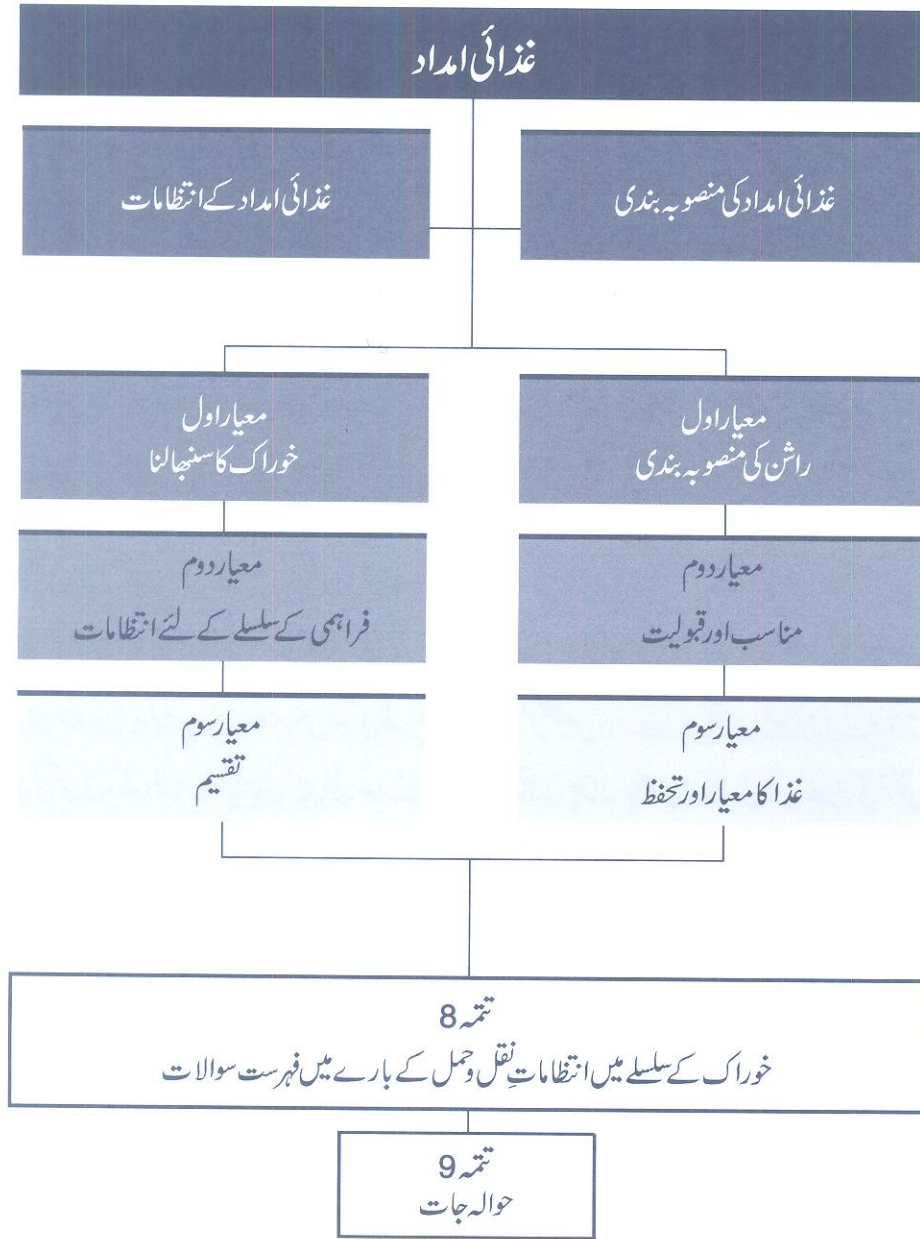 غذائی امداد
غذائی امداد کی منصوبہ بندی
غذائی امداد کے انتظامات
معیار اول
راشن کی منصوبہ بندی
معیار اول
خوراک کا سنبھالنا
معیار دوم
مناسب اور قبولیت
معیار دوم
فراہمی کے سلسلے کے لئے انتظامات
معیار سوم
غذا کا معیار اور تحفظ
معیار سوم
تقسیم
تتمہ 8
خوراک کے سلسلے میں انتظاماتِ نقل و حمل کے بارے میں فہرست سوالات
تتمہ 9
حوالہ جات